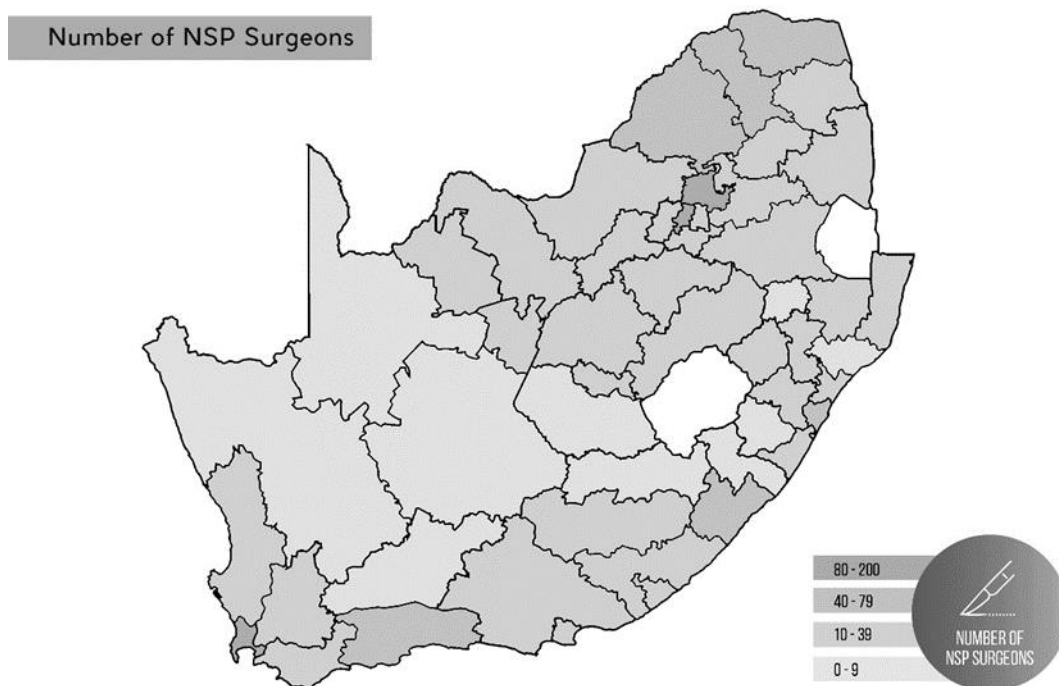 Number of NSP Surgeons
80 - 200
40 - 79
10 - 39
0 - 9
NUMBER OF
NSP SURGEONS